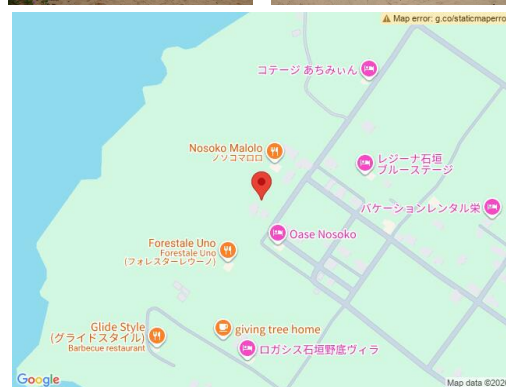 Map error: g.co/staticmaperro
コテージ あちみぃん
Nosoko Malolo
ノソコマロロ
レジーナ石垣
ブルーステージ
バケーションレンタル栄
Oase Nosoko
Forestale Uno
Forestale Uno
(フォレスターレウーノ)
Glide Style
(グライドスタイル)
Barbecue restaurant
giving tree home
ロガシス石垣野底ヴィラ
Google
Map data ©2026